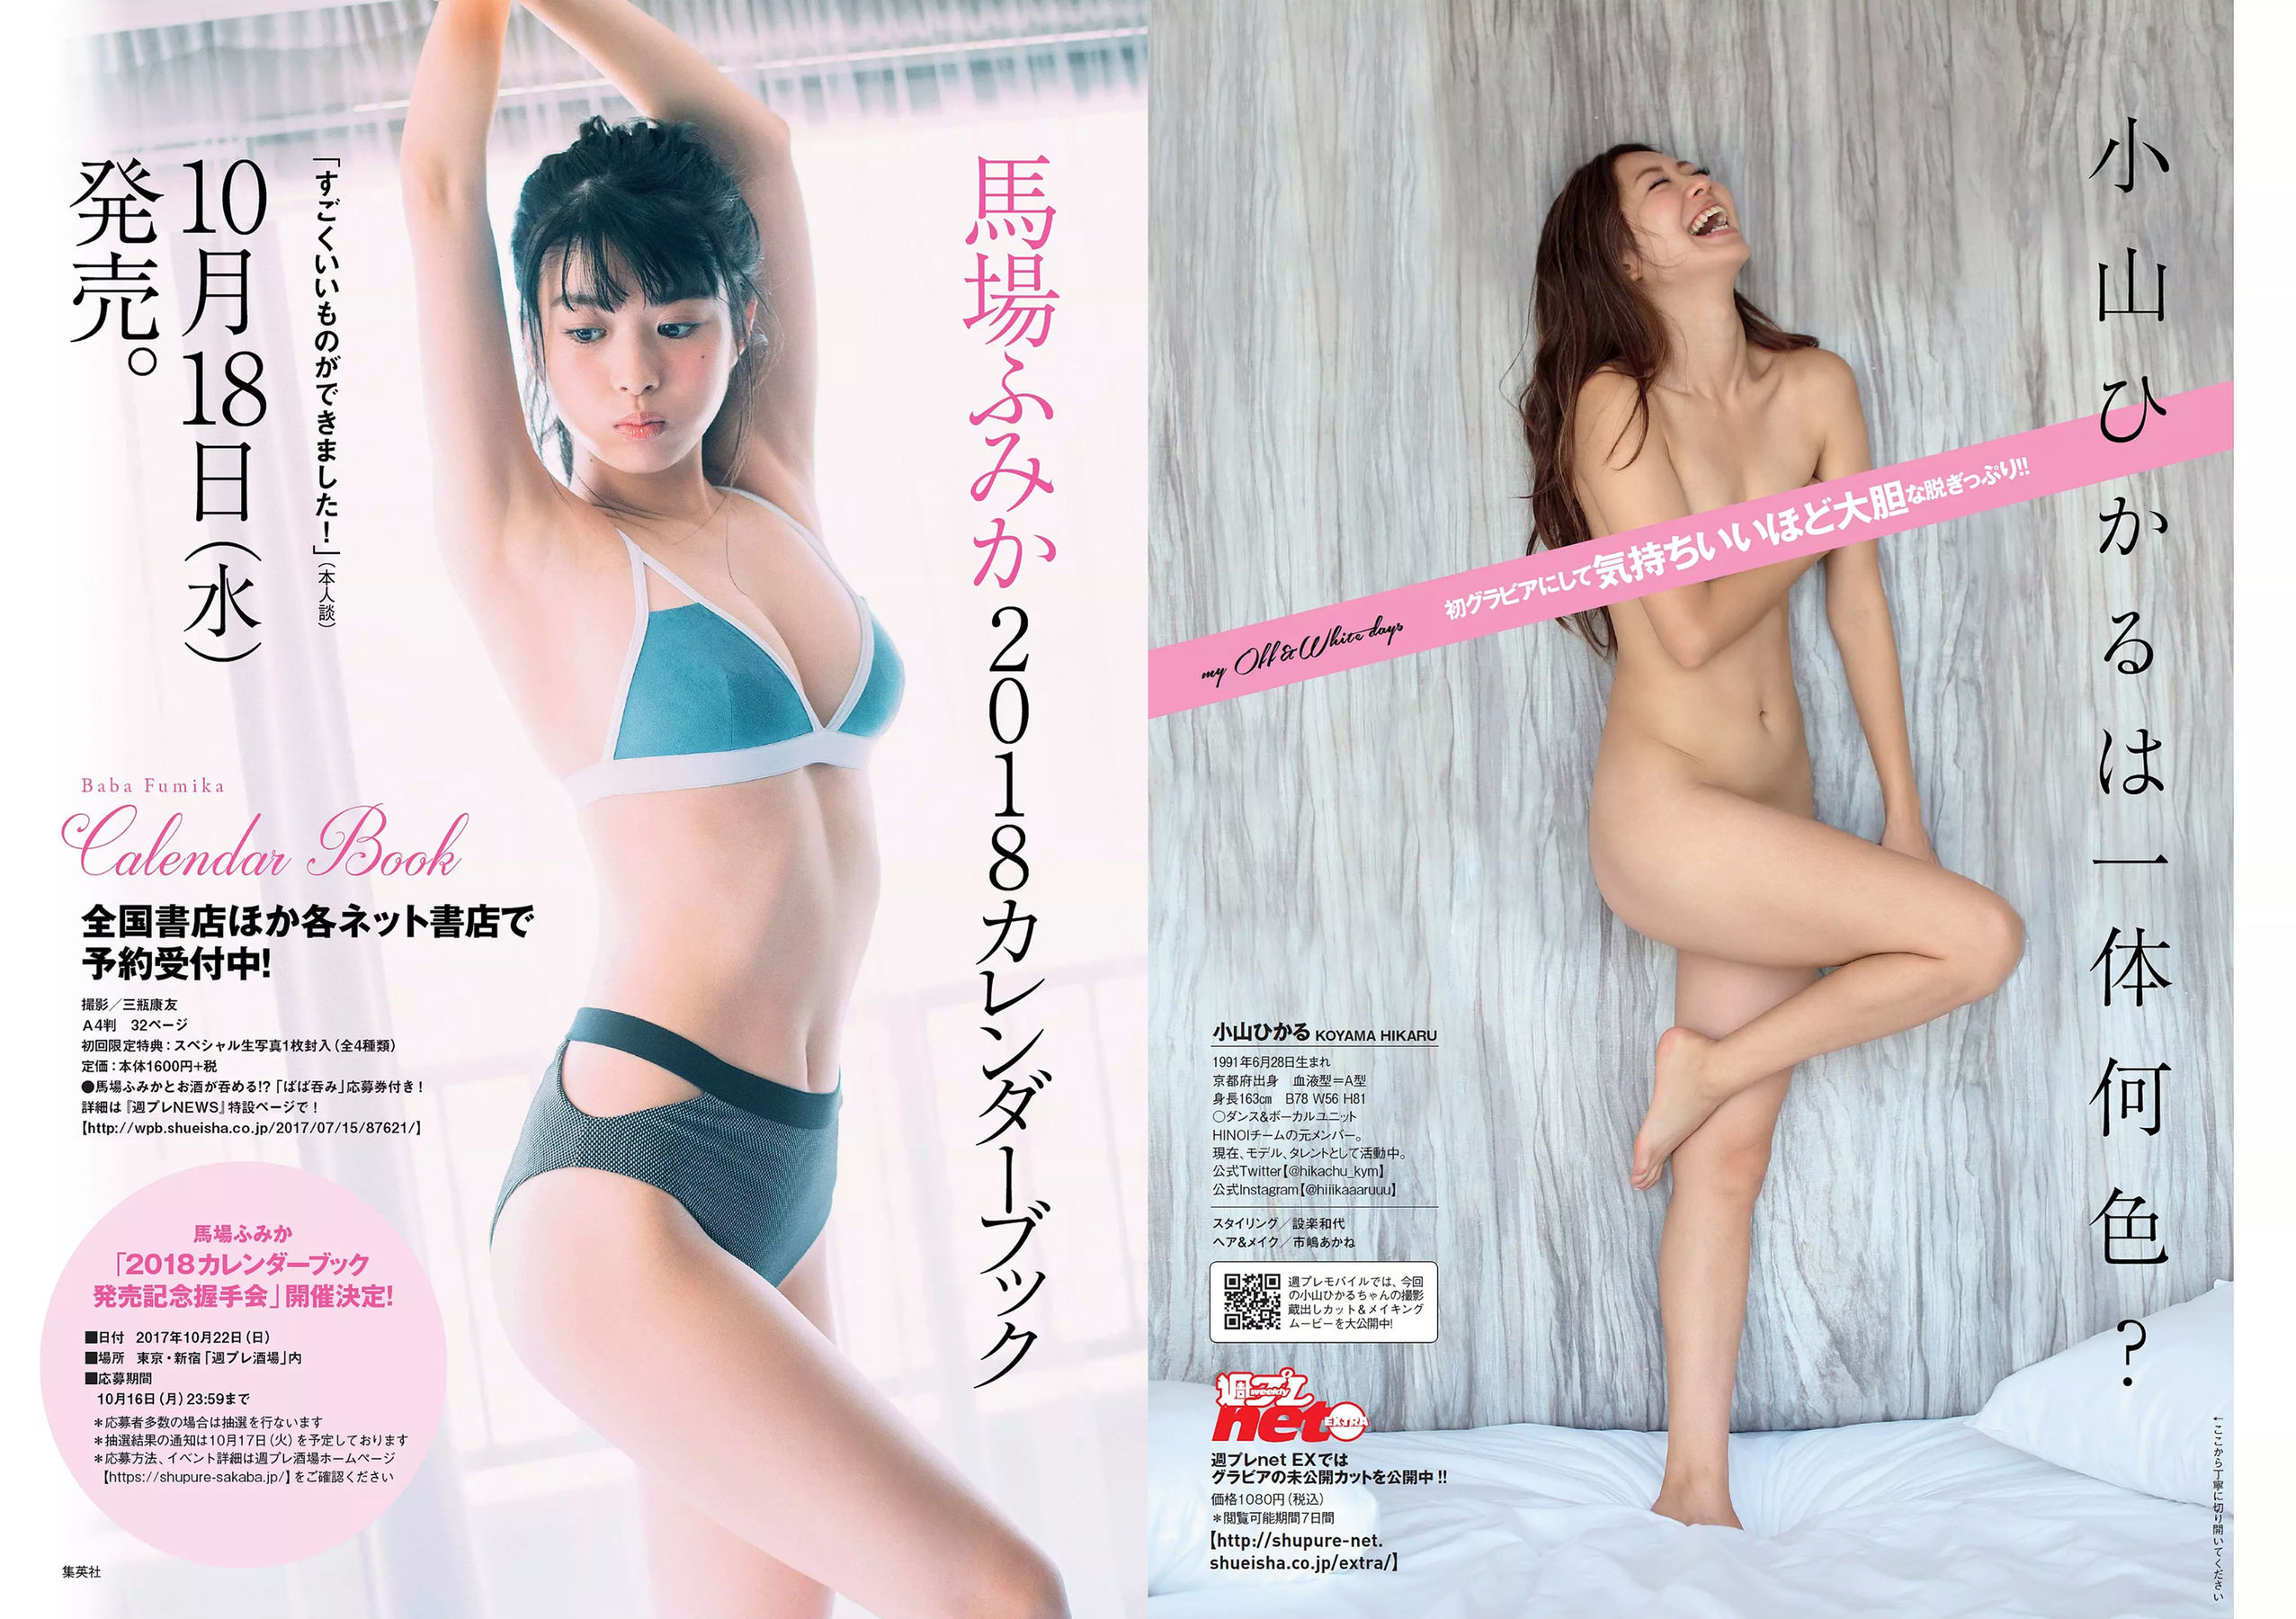 馬場ふみか2018カレンダーブック
「すごくいいものができました！」（本人談）
10月18日（水）
発売。
Baba Fumika
Calendar Book
全国書店ほか各ネット書店で
予約受付中!
撮影／三瓶康友
A4判　32ページ
初回限定特典：スペシャル生写真1枚封入（全4種類）
定価：本体1600円+税
●馬場ふみかとお酒が呑める!?「ばば呑み」応募券付き！
詳細は『週プレNEWS』特設ページで！
【http://wpb.shueisha.co.jp/2017/07/15/87621/】
馬場ふみか
「2018カレンダーブック
発売記念握手会」開催決定!
■日付　2017年10月22日（日）
■場所　東京・新宿「週プレ酒場」内
■応募期間
10月16日（月）23:59まで
＊応募者多数の場合は抽選を行ないます
＊抽選結果の通知は10月17日（火）を予定しております
＊応募方法、イベント詳細は週プレ酒場ホームページ
【https://shupure-sakaba.jp/】をご確認ください
集英社
小山ひかるは一体何色？
my Off & White days
初グラビアにして気持ちいいほど大胆な脱ぎっぷり!!
小山ひかる KOYAMA HIKARU
1991年6月28日生まれ
京都府出身　血液型＝A型
身長163㎝　B78 W56 H81
○ダンス&ボーカルユニット
HINOIチームの元メンバー。
現在、モデル、タレントとして活動中。
公式Twitter【@hikachu_kym】
公式Instagram【@hiiikaaaruuu】
スタイリング／設楽和代
ヘア&メイク／市嶋あかね
週プレモバイルでは、今回
の小山ひかるちゃんの撮影
蔵出しカット＆メイキング
ムービーを大公開中!
週プレ weekly
net EXTRA
週プレnet EXでは
グラビアの未公開カットを公開中!!
価格1080円（税込）
＊閲覧可能期間7日間
【http://shupure-net.
shueisha.co.jp/extra/】
←ここから丁寧に切り開いてください